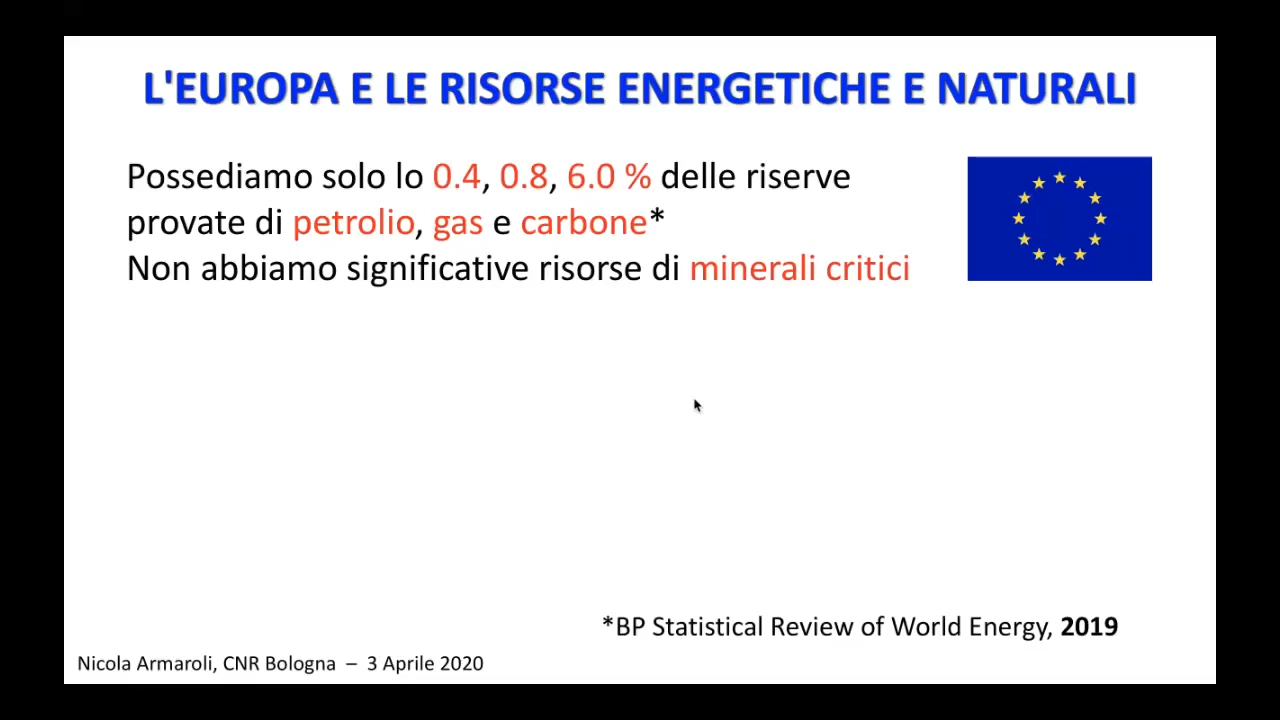 L'EUROPA E LE RISORSE ENERGETICHE E NATURALI
Possediamo solo lo 0.4, 0.8, 6.0 % delle riserve
provate di petrolio, gas e carbone*
Non abbiamo significative risorse di minerali critici
*BP Statistical Review of World Energy, 2019
Nicola Armaroli, CNR Bologna – 3 Aprile 2020